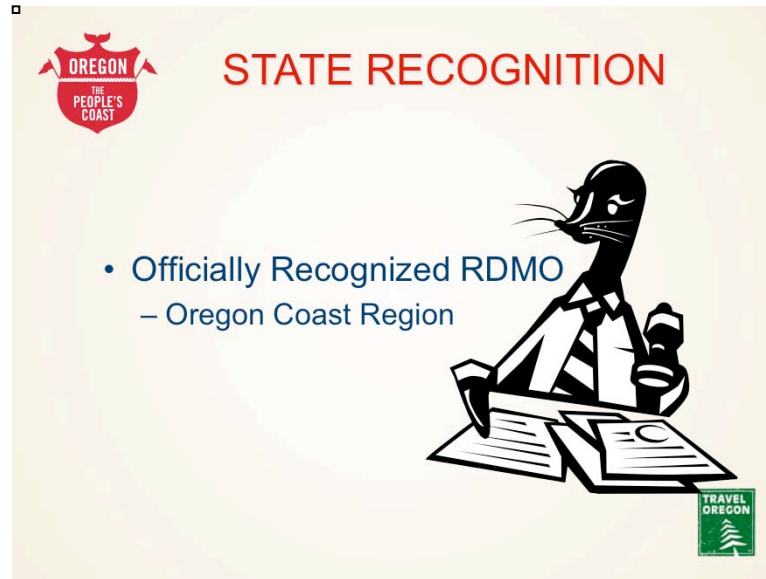 OREGON
THE
PEOPLE'S
COAST
STATE RECOGNITION
• Officially Recognized RDMO
– Oregon Coast Region
TRAVEL
OREGON